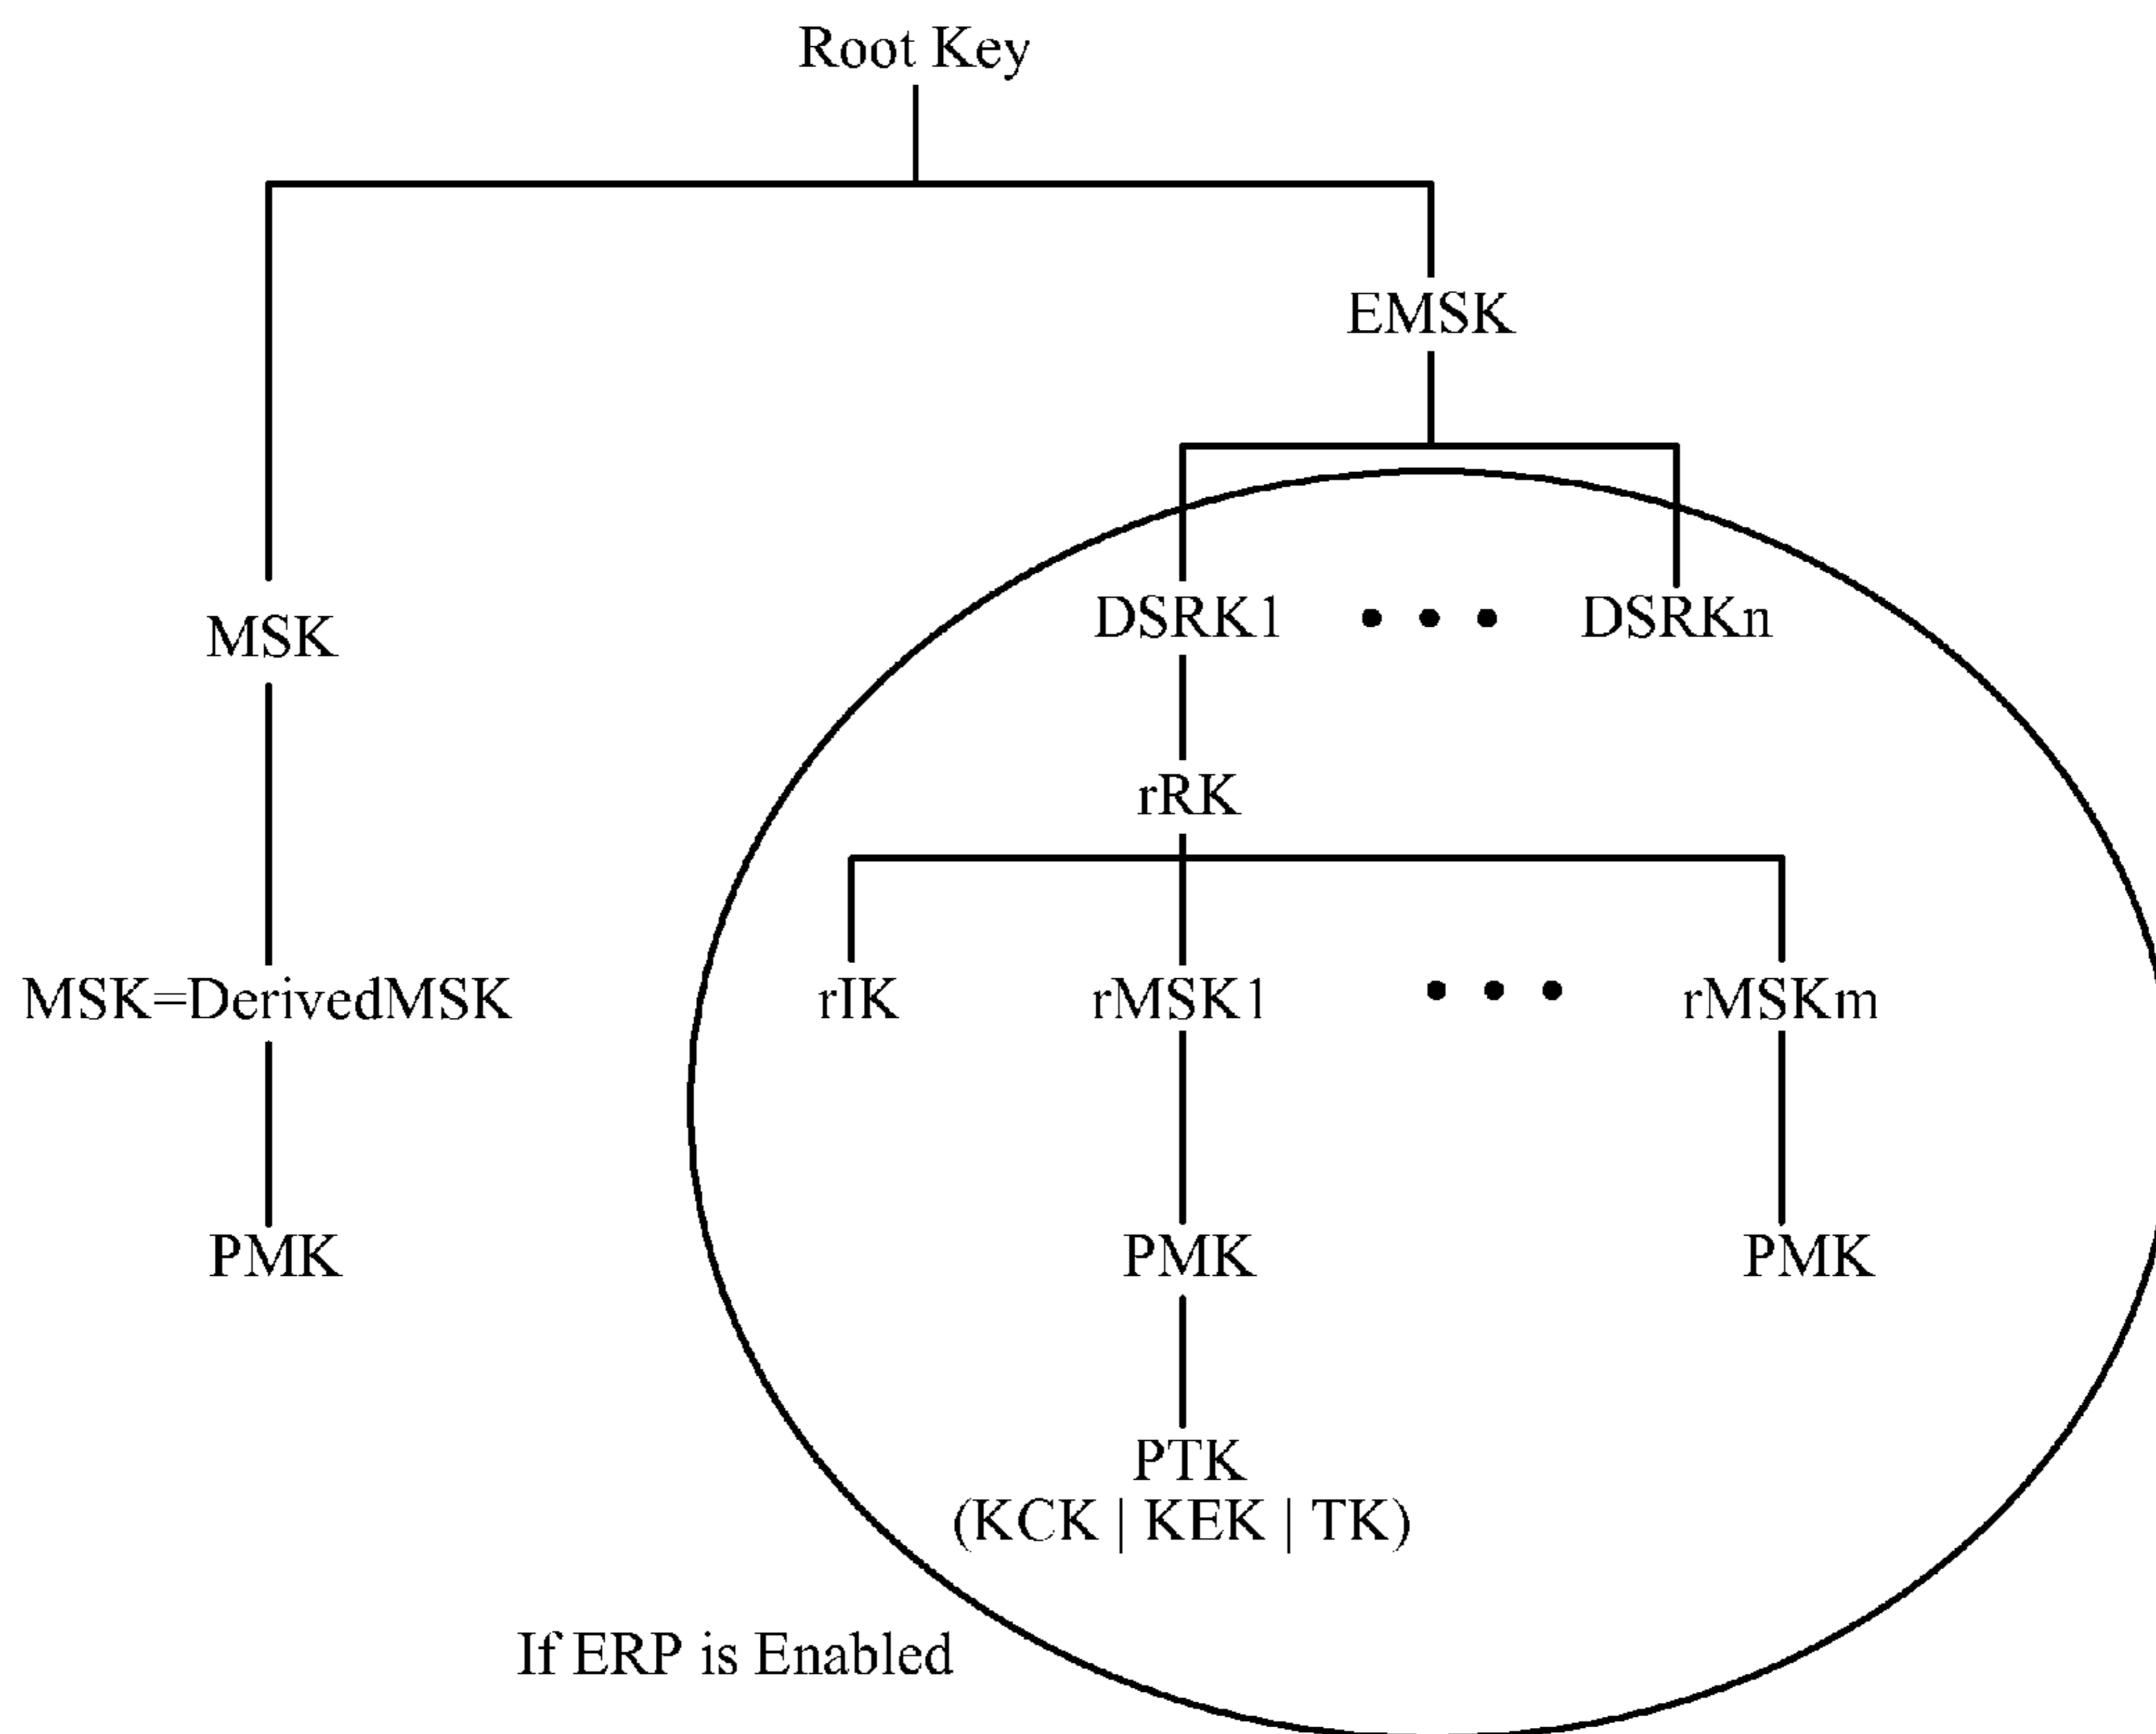 Root Key
EMSK
MSK
DSRK1
DSRKn
rRK
MSK=DerivedMSK
rIK
rMSK1
rMSKm
PMK
PMK
PMK
PTK
(KCK | KEK | TK)
If ERP is Enabled